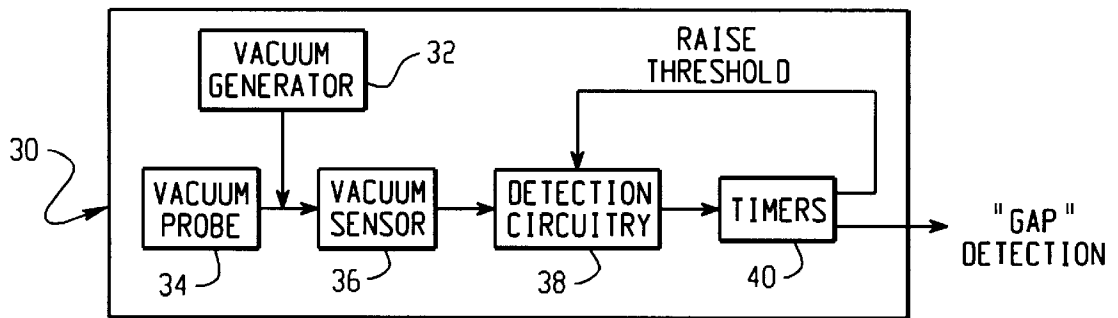 VACUUM
GENERATOR
32
RAISE
THRESHOLD
30
VACUUM
PROBE
34
VACUUM
SENSOR
36
DETECTION
CIRCUITRY
38
TIMERS
40
"GAP"
DETECTION